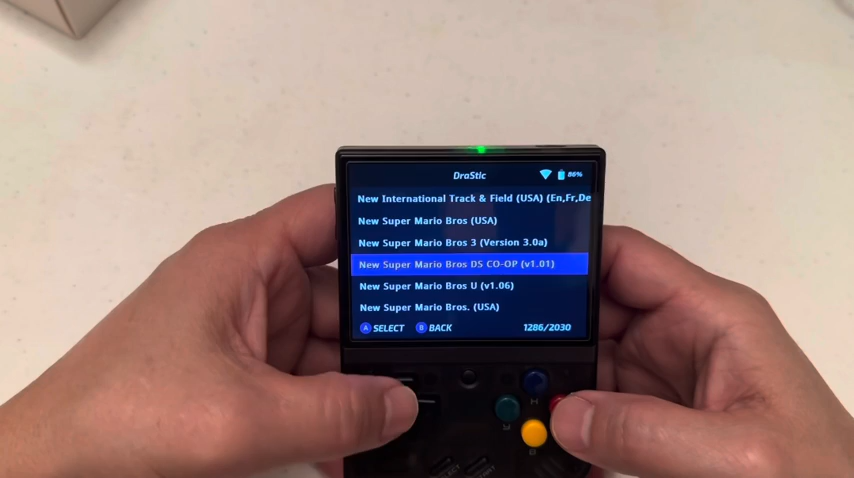 DraStic
86%
New International Track & Field (USA) (En,Fr,De
New Super Mario Bros (USA)
New Super Mario Bros 3 (Version 3.0a)
New Super Mario Bros DS CO-OP (v1.01)
New Super Mario Bros U (v1.06)
New Super Mario Bros. (USA)
A SELECT B BACK 1286/2030